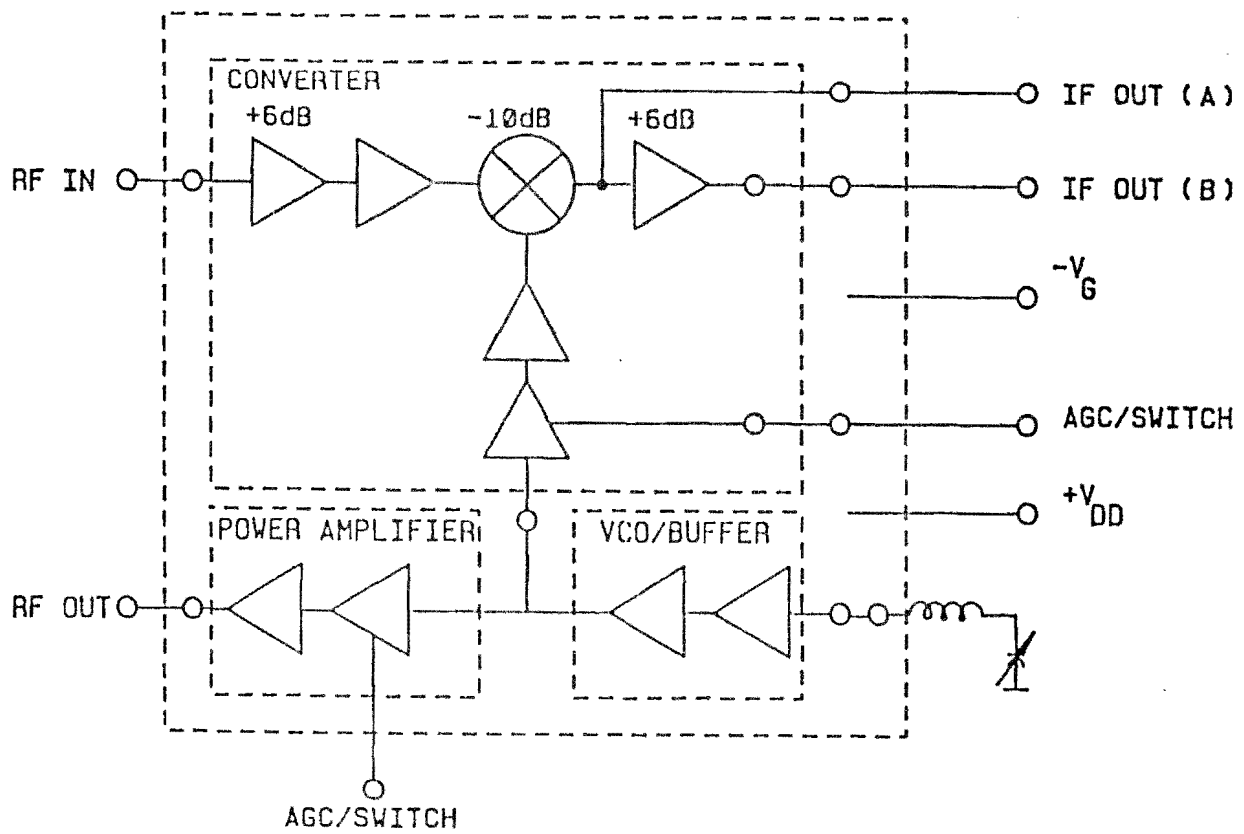 CONVERTER
+6dB
-10dB
+6dB
IF OUT (A)
RF IN
IF OUT (B)
-VG
AGC/SWITCH
+VDD
POWER AMPLIFIER
VCO/BUFFER
RF OUT
AGC/SWITCH